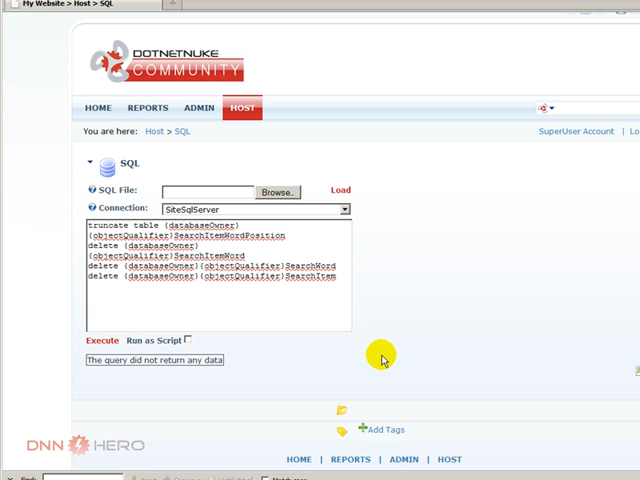 My Website > Host > SQL
DOTNETNUKE
COMMUNITY
HOME REPORTS ADMIN HOST
You are here: Host > SQL
SuperUser Account | Lo
SQL
SQL File: Browse.. Load
Connection: SiteSqlServer
truncate table {databaseOwner}
{objectQualifier}SearchItemWordPosition
delete {databaseOwner}
{objectQualifier}SearchItemWord
delete {databaseOwner}{objectQualifier}SearchWord
delete {databaseOwner}{objectQualifier}SearchItem
Execute Run as Script
The query did not return any data
Add Tags
DNN HERO
HOME | REPORTS | ADMIN | HOST
Find: